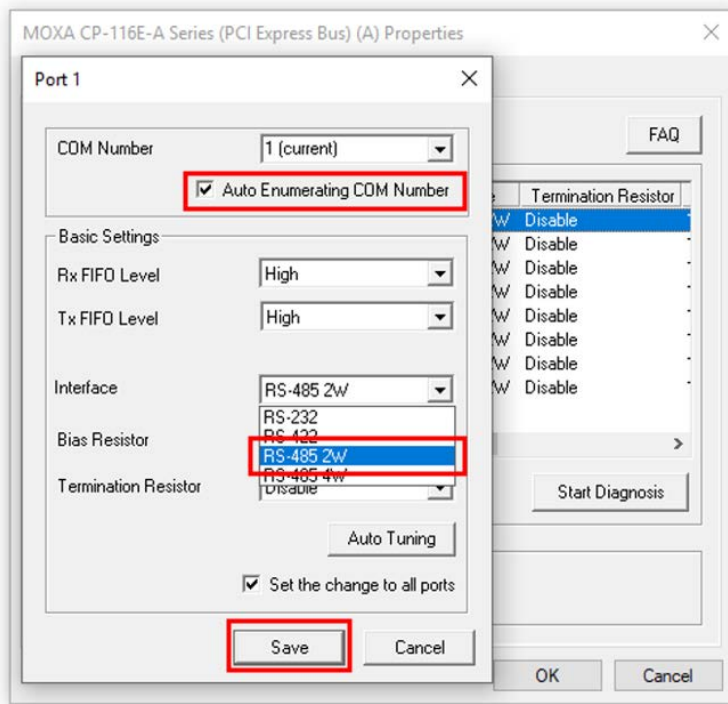 MOXA CP-116E-A Series (PCI Express Bus) (A) Properties
Port 1
FAQ
COM Number 1 (current)
Auto Enumerating COM Number
Termination Resistor
Disable
Disable
Disable
Disable
Disable
Disable
Disable
Disable
Basic Settings
Rx FIFO Level High
Tx FIFO Level High
Interface RS-485 2W
RS-232
RS-422
RS-485 2W
RS-485 4W
Bias Resistor
Termination Resistor Disable
Start Diagnosis
Auto Tuning
Set the change to all ports
Save Cancel
OK Cancel